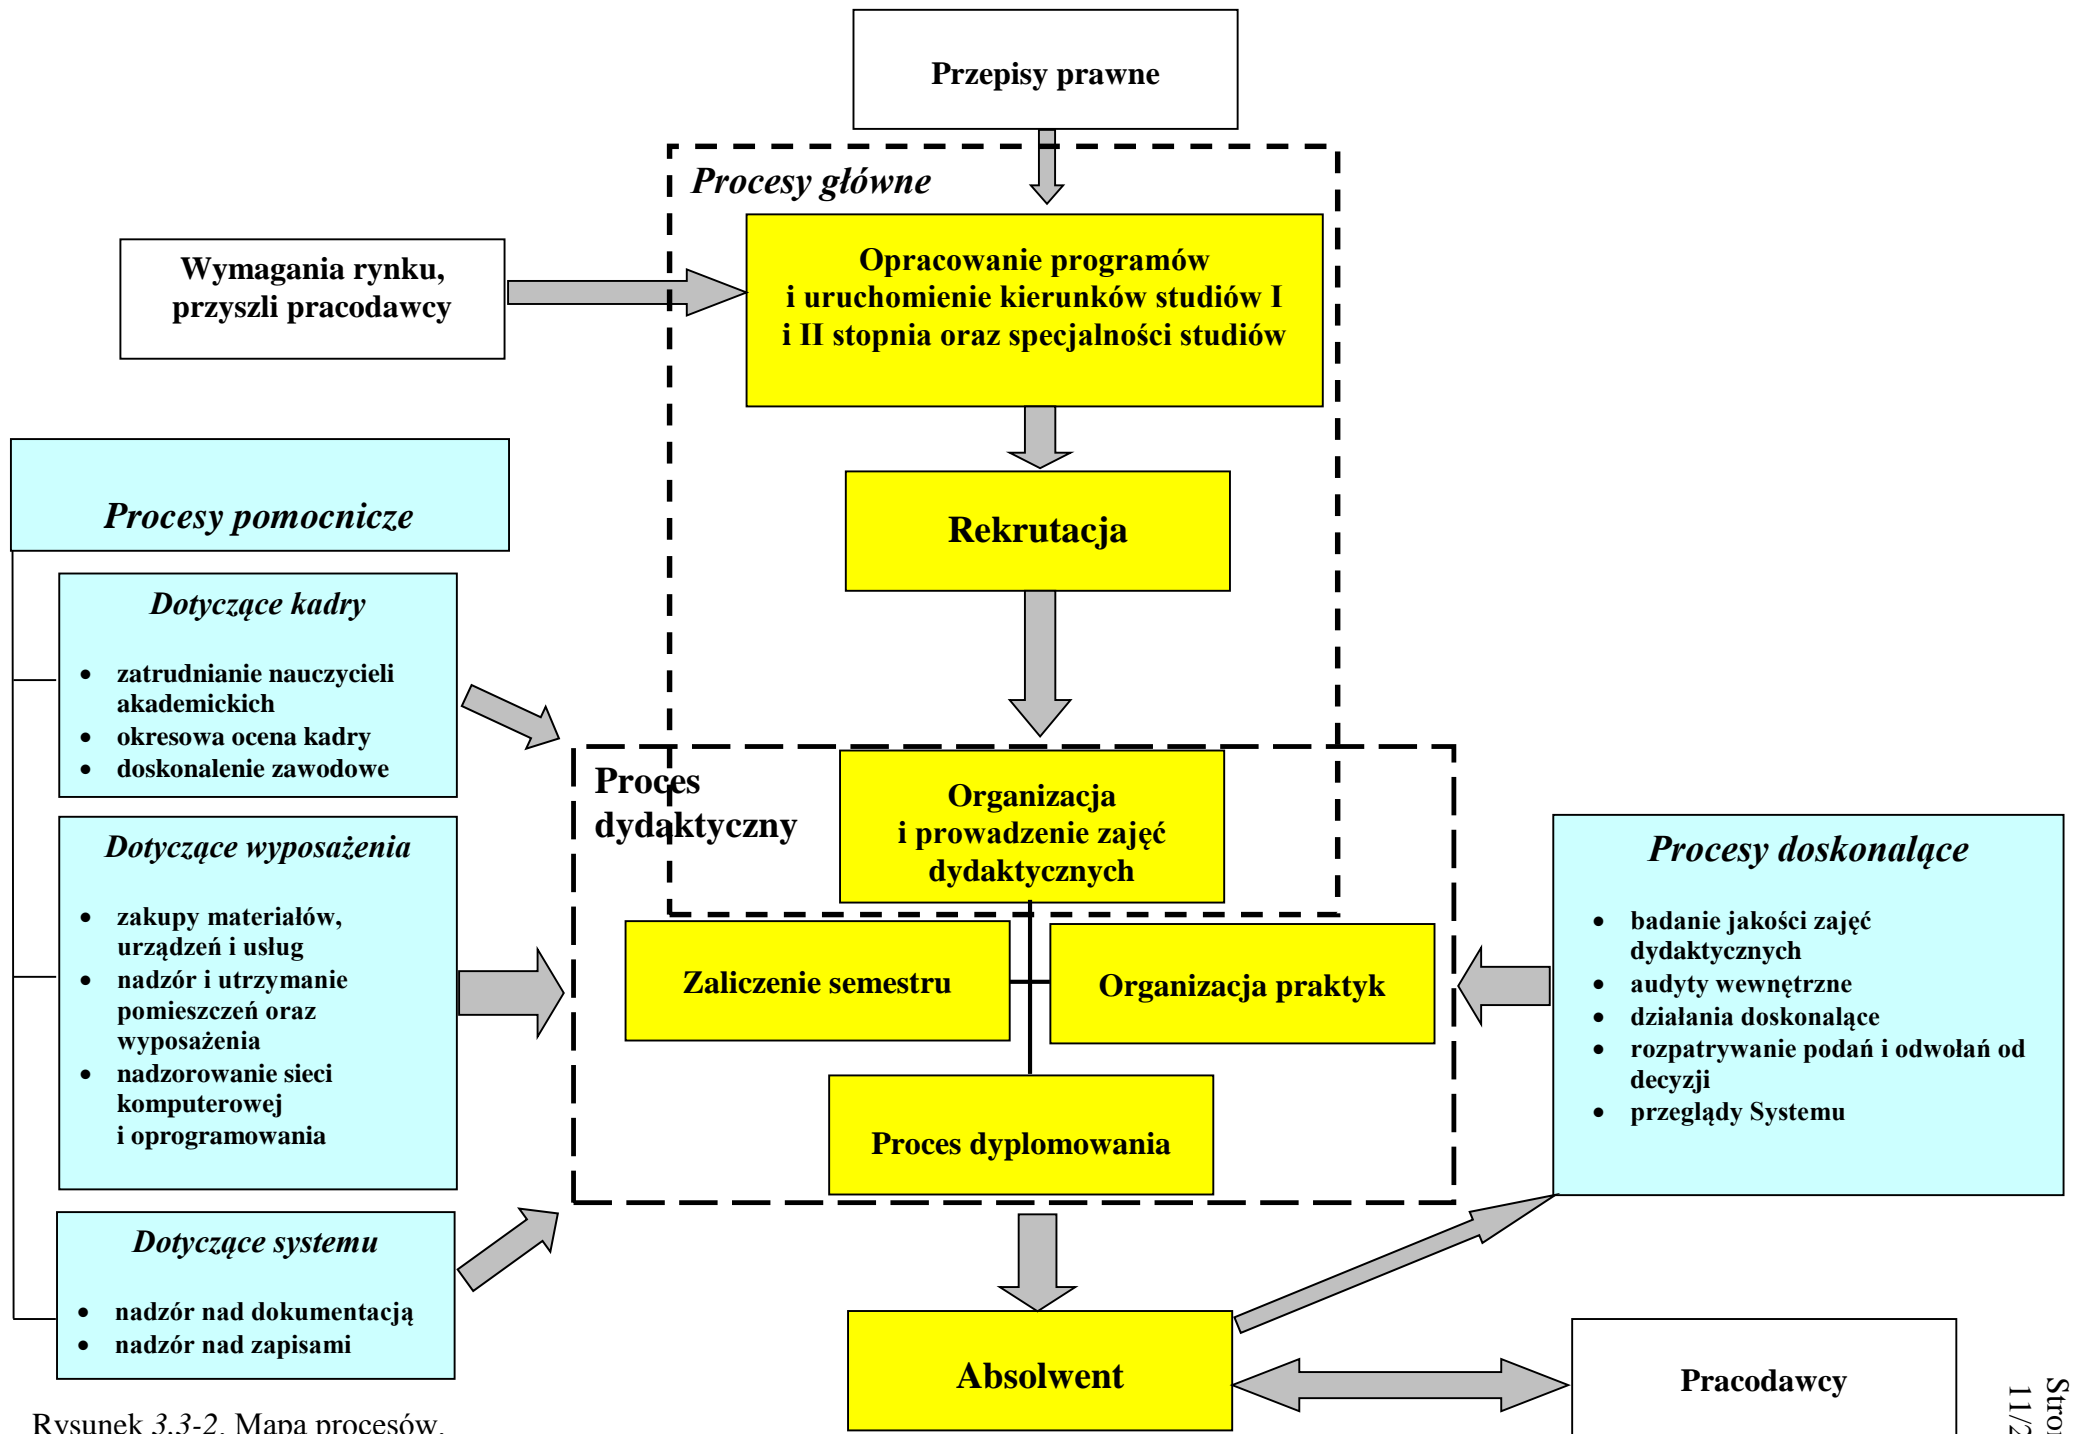 Przepisy prawne
Procesy główne
Wymagania rynku,
przyszli pracodawcy
Opracowanie programów
i uruchomienie kierunków studiów I
i II stopnia oraz specjalności studiów
Procesy pomocnicze
Rekrutacja
Dotyczące kadry
• zatrudnianie nauczycieli
akademickich
• okresowa ocena kadry
• doskonalenie zawodowe
Proces
dydaktyczny
Organizacja
i prowadzenie zajęć
dydaktycznych
Dotyczące wyposażenia
• zakupy materiałów,
urządzeń i usług
• nadzór i utrzymanie
pomieszczeń oraz
wyposażenia
• nadzorowanie sieci
komputerowej
i oprogramowania
Zaliczenie semestru
Organizacja praktyk
Procesy doskonalące
• badanie jakości zajęć
dydaktycznych
• audyty wewnętrzne
• działania doskonalące
• rozpatrywanie podań i odwołań od
decyzji
• przeglądy Systemu
Proces dyplomowania
Dotyczące systemu
• nadzór nad dokumentacją
• nadzór nad zapisami
Absolwent
Pracodawcy
Rysunek 3.3-2. Mapa procesów.